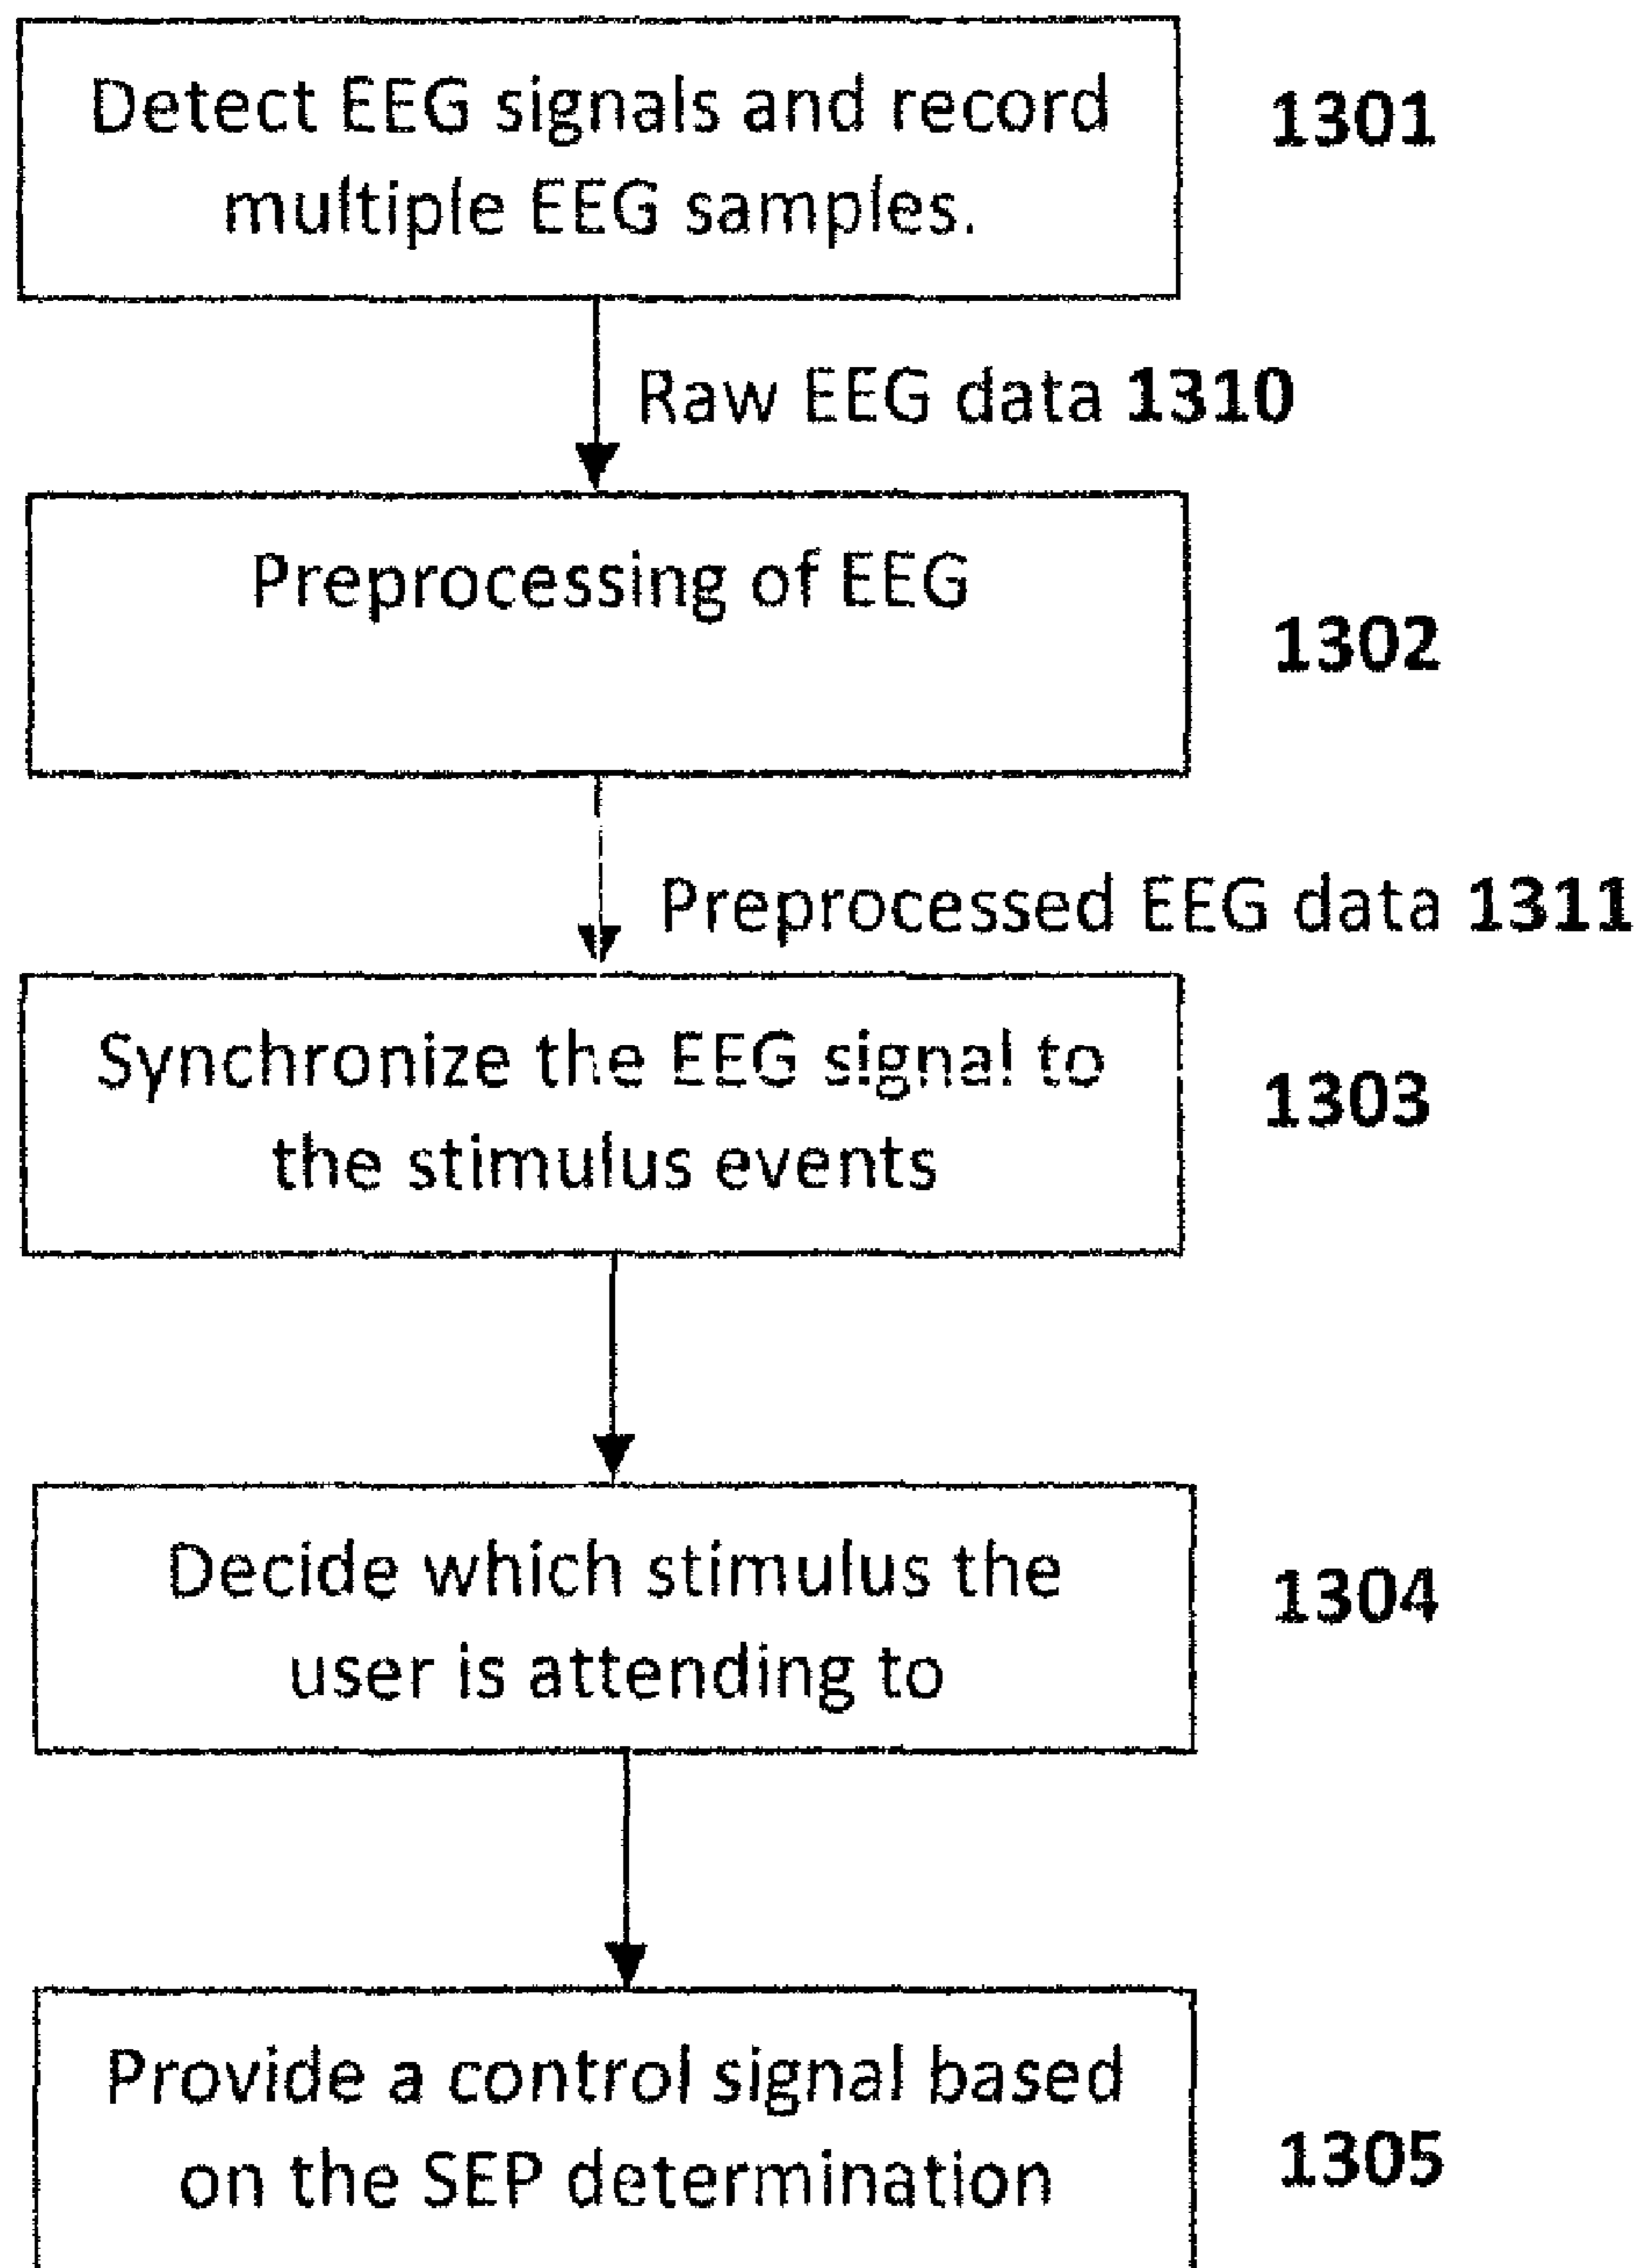 Detect EEG signals and record
multiple EEG samples.
1301
Raw EEG data 1310
Preprocessing of EEG
1302
Preprocessed EEG data 1311
Synchronize the EEG signal to
the stimulus events
1303
Decide which stimulus the
user is attending to
1304
Provide a control signal based
on the SEP determination
1305